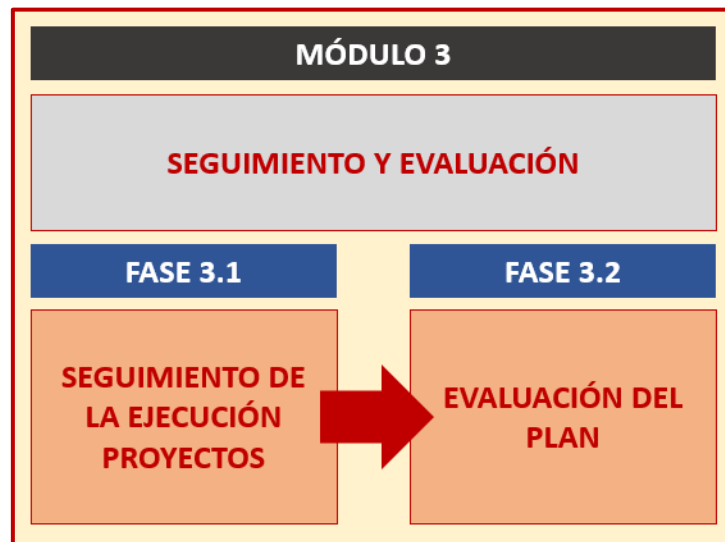 MÓDULO 3
SEGUIMIENTO Y EVALUACIÓN
FASE 3.1
FASE 3.2
SEGUIMIENTO DE
LA EJECUCIÓN
PROYECTOS
EVALUACIÓN DEL
PLAN